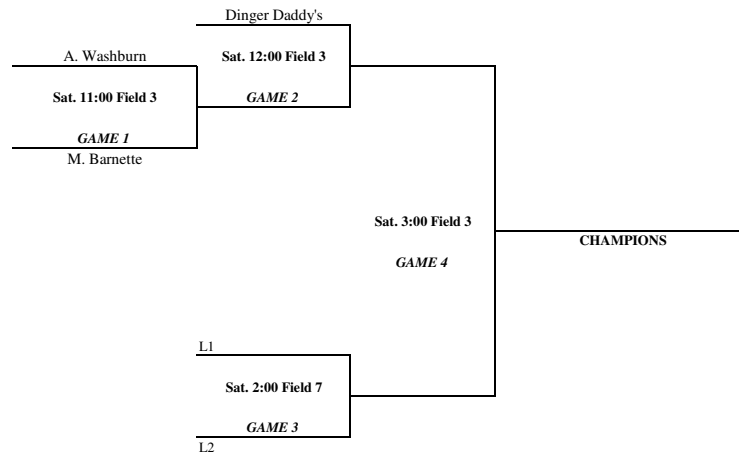 Dinger Daddy's
A. Washburn
Sat. 12:00 Field 3
Sat. 11:00 Field 3
GAME 2
GAME 1
M. Barnette
Sat. 3:00 Field 3
CHAMPIONS
GAME 4
L1
Sat. 2:00 Field 7
GAME 3
L2